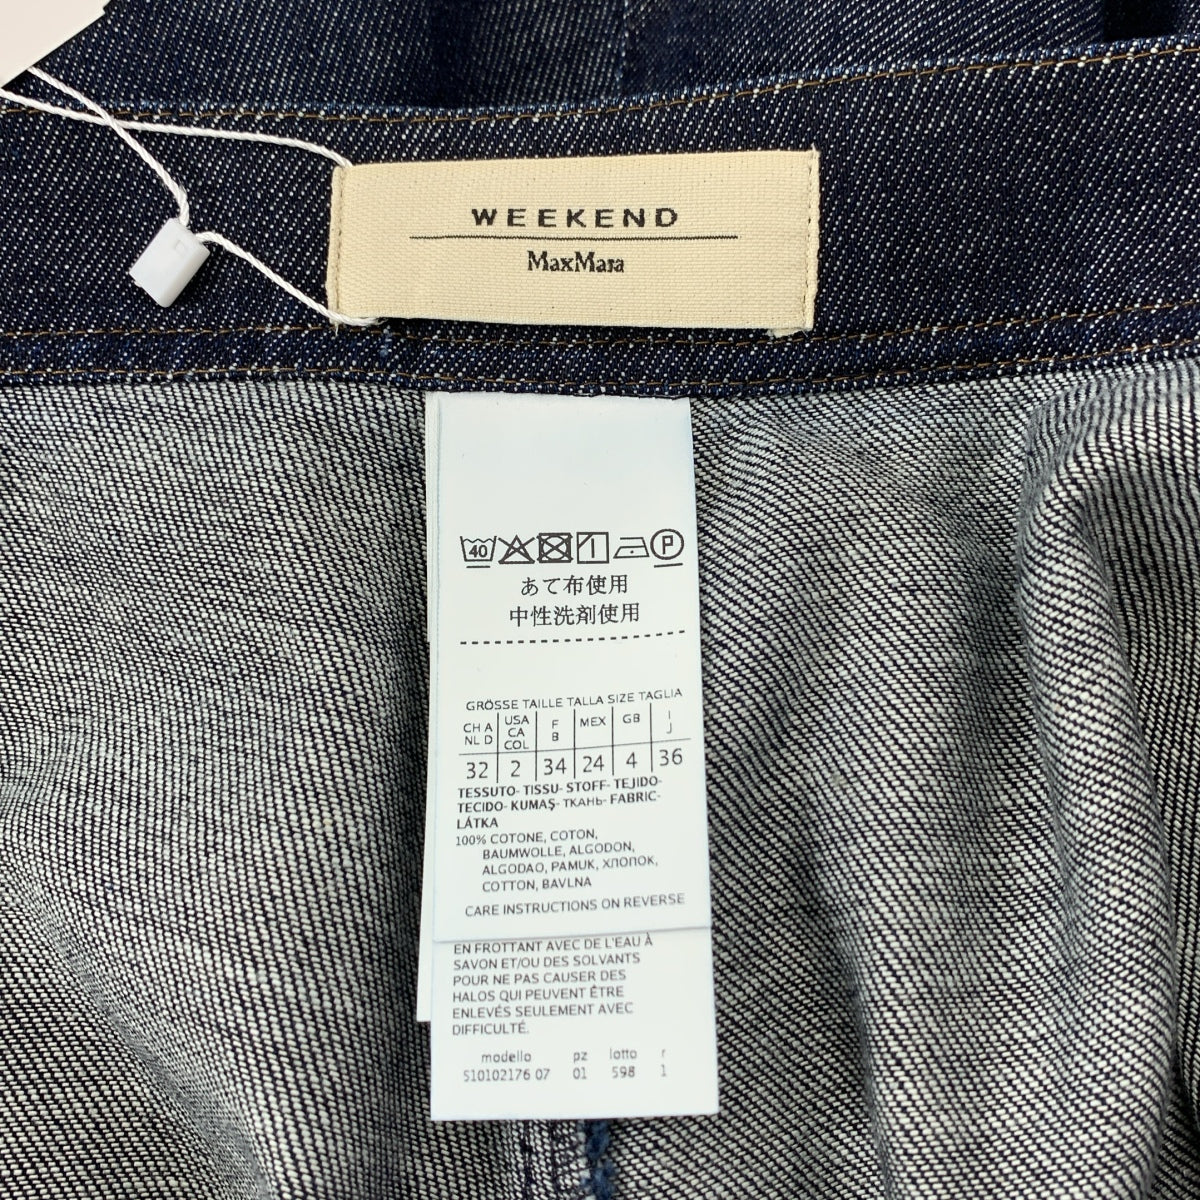 WEEKEND
MaxMara
40 P
あて布使用
中性洗剤使用
GRÖSSE TAILLE TALLA SIZE TAGLIA
CH A NL D USA CA COL F B MEX GB I J
32 2 34 24 4 36
TESSUTO- TISSU- STOFF- TEJIDO-
TECIDO- KUMAŞ- ТКАНЬ- FABRIC-
LÁTKA
100% COTONE, COTON,
BAUMWOLLE, ALGODON,
ALGODAO, PAMUK, ХЛОПОК,
COTTON, BAVLNA
CARE INSTRUCTIONS ON REVERSE
EN FROTTANT AVEC DE L'EAU À
SAVON ET/OU DES SOLVANTS
POUR NE PAS CAUSER DES
HALOS QUI PEUVENT ÊTRE
ENLEVÉS SEULEMENT AVEC
DIFFICULTÉ.
modello pz lotto r
510102176 07 01 598 1